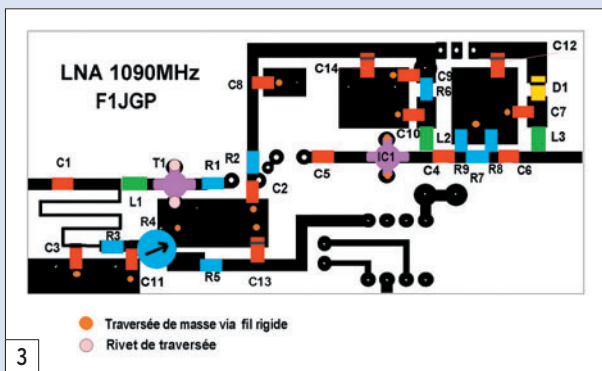 LNA 1090MHz
F1JGP
C12
C14
C9
R6
D1
C8
C7
C10
L2
L3
C1
T1
R1
R2
C5
IC1
C4
R9
R7
R8
C6
L1
C2
R4
R3
C3
C11
R5
C13
Traversée de masse via fil rigide
Rivet de traversée
3